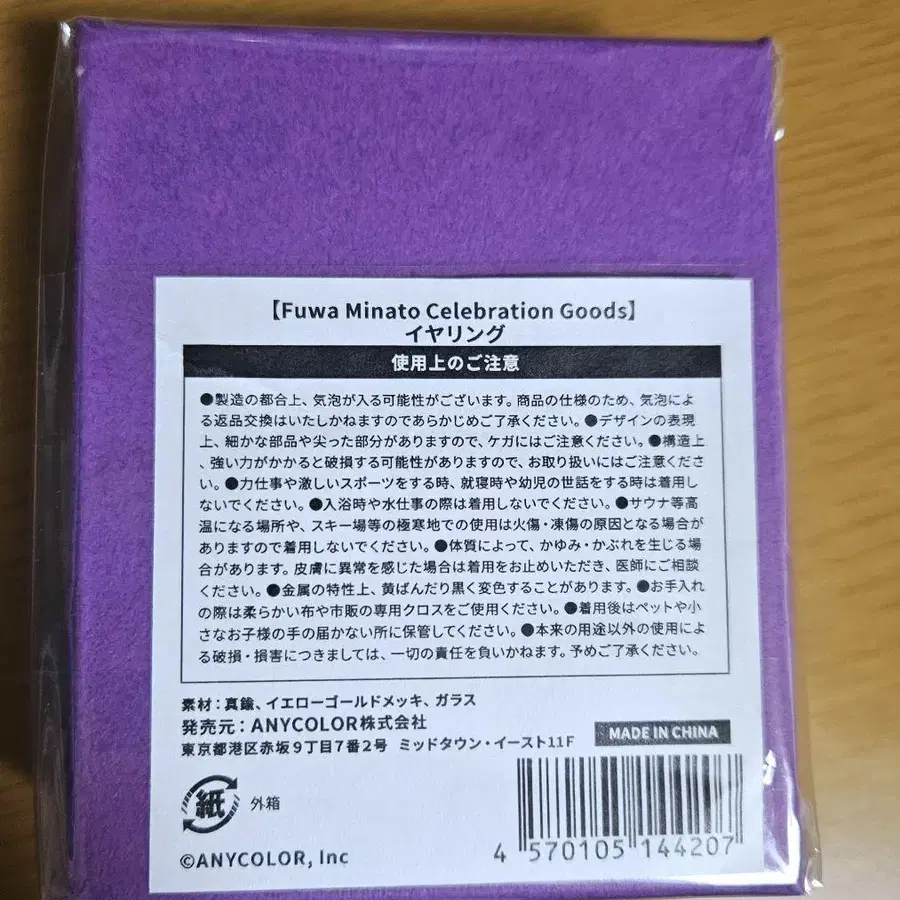 【Fuwa Minato Celebration Goods】
イヤリング
使用上のご注意
●製造の都合上、気泡が入る可能性がございます。商品の仕様のため、気泡によ
る返品交換はいたしかねますのであらかじめご了承ください。●デザインの表現
上、細かな部品や尖った部分がありますので、ケガにはご注意ください。●構造上
、強い力がかかると破損する可能性がありますので、お取り扱いにはご注意くださ
い。●力仕事や激しいスポーツをする時、就寝時や幼児の世話をする時は着用し
ないでください。●入浴時や水仕事の際は着用しないでください。●サウナ等高
温になる場所や、スキー場等の極寒地での使用は火傷・凍傷の原因となる場合が
ありますので着用しないでください。●体質によって、かゆみ・かぶれを生じる場
合があります。皮膚に異常を感じた場合は着用をお止めいただき、医師にご相談
ください。●金属の特性上、黄ばんだり黒く変色することがあります。●お手入れ
の際は柔らかい布や市販の専用クロスをご使用ください。●着用後はペットや小
さなお子様の手の届かない所に保管してください。●本来の用途以外の使用によ
る破損・損害につきましては、一切の責任を負いかねます。予めご了承ください。
素材：真鍮、イエローゴールドメッキ、ガラス
発売元：ANYCOLOR株式会社
東京都港区赤坂9丁目7番2号 ミッドタウン・イースト11F
MADE IN CHINA
紙 外箱
©ANYCOLOR, Inc
4 570105 144207